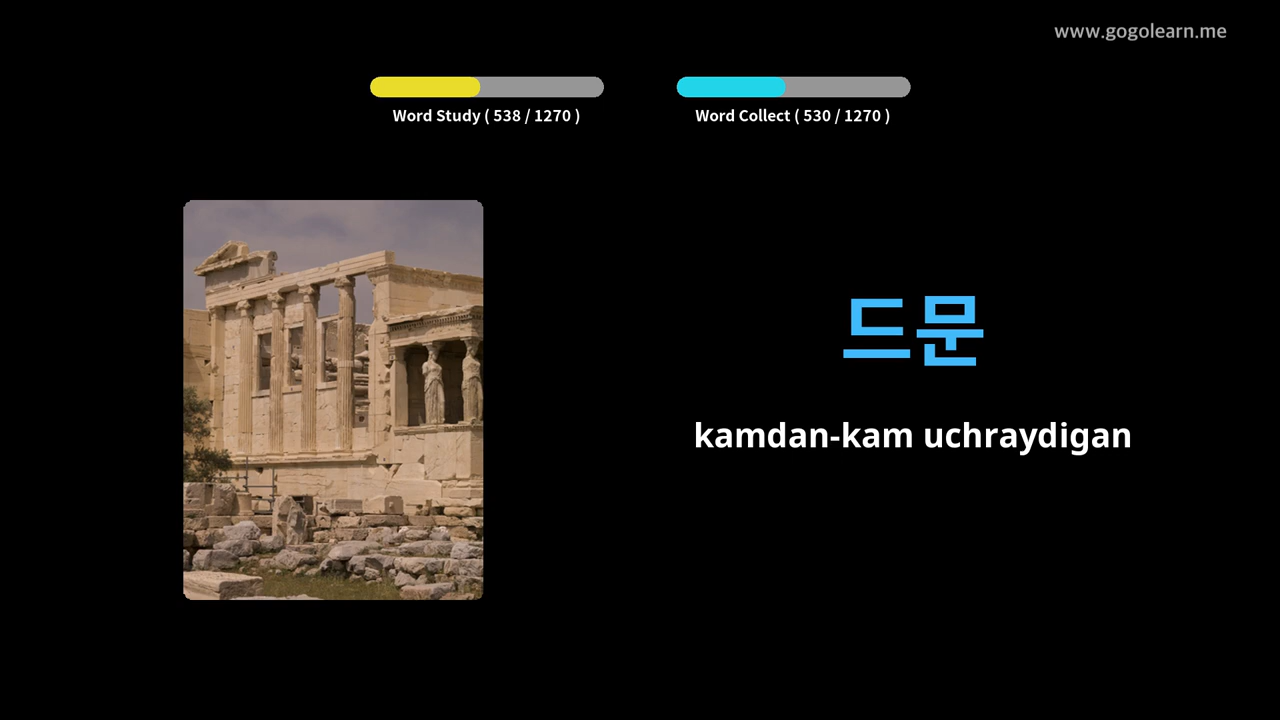 www.gogolearn.me
Word Study ( 538 / 1270 )
Word Collect ( 530 / 1270 )
드문
kamdan-kam uchraydigan